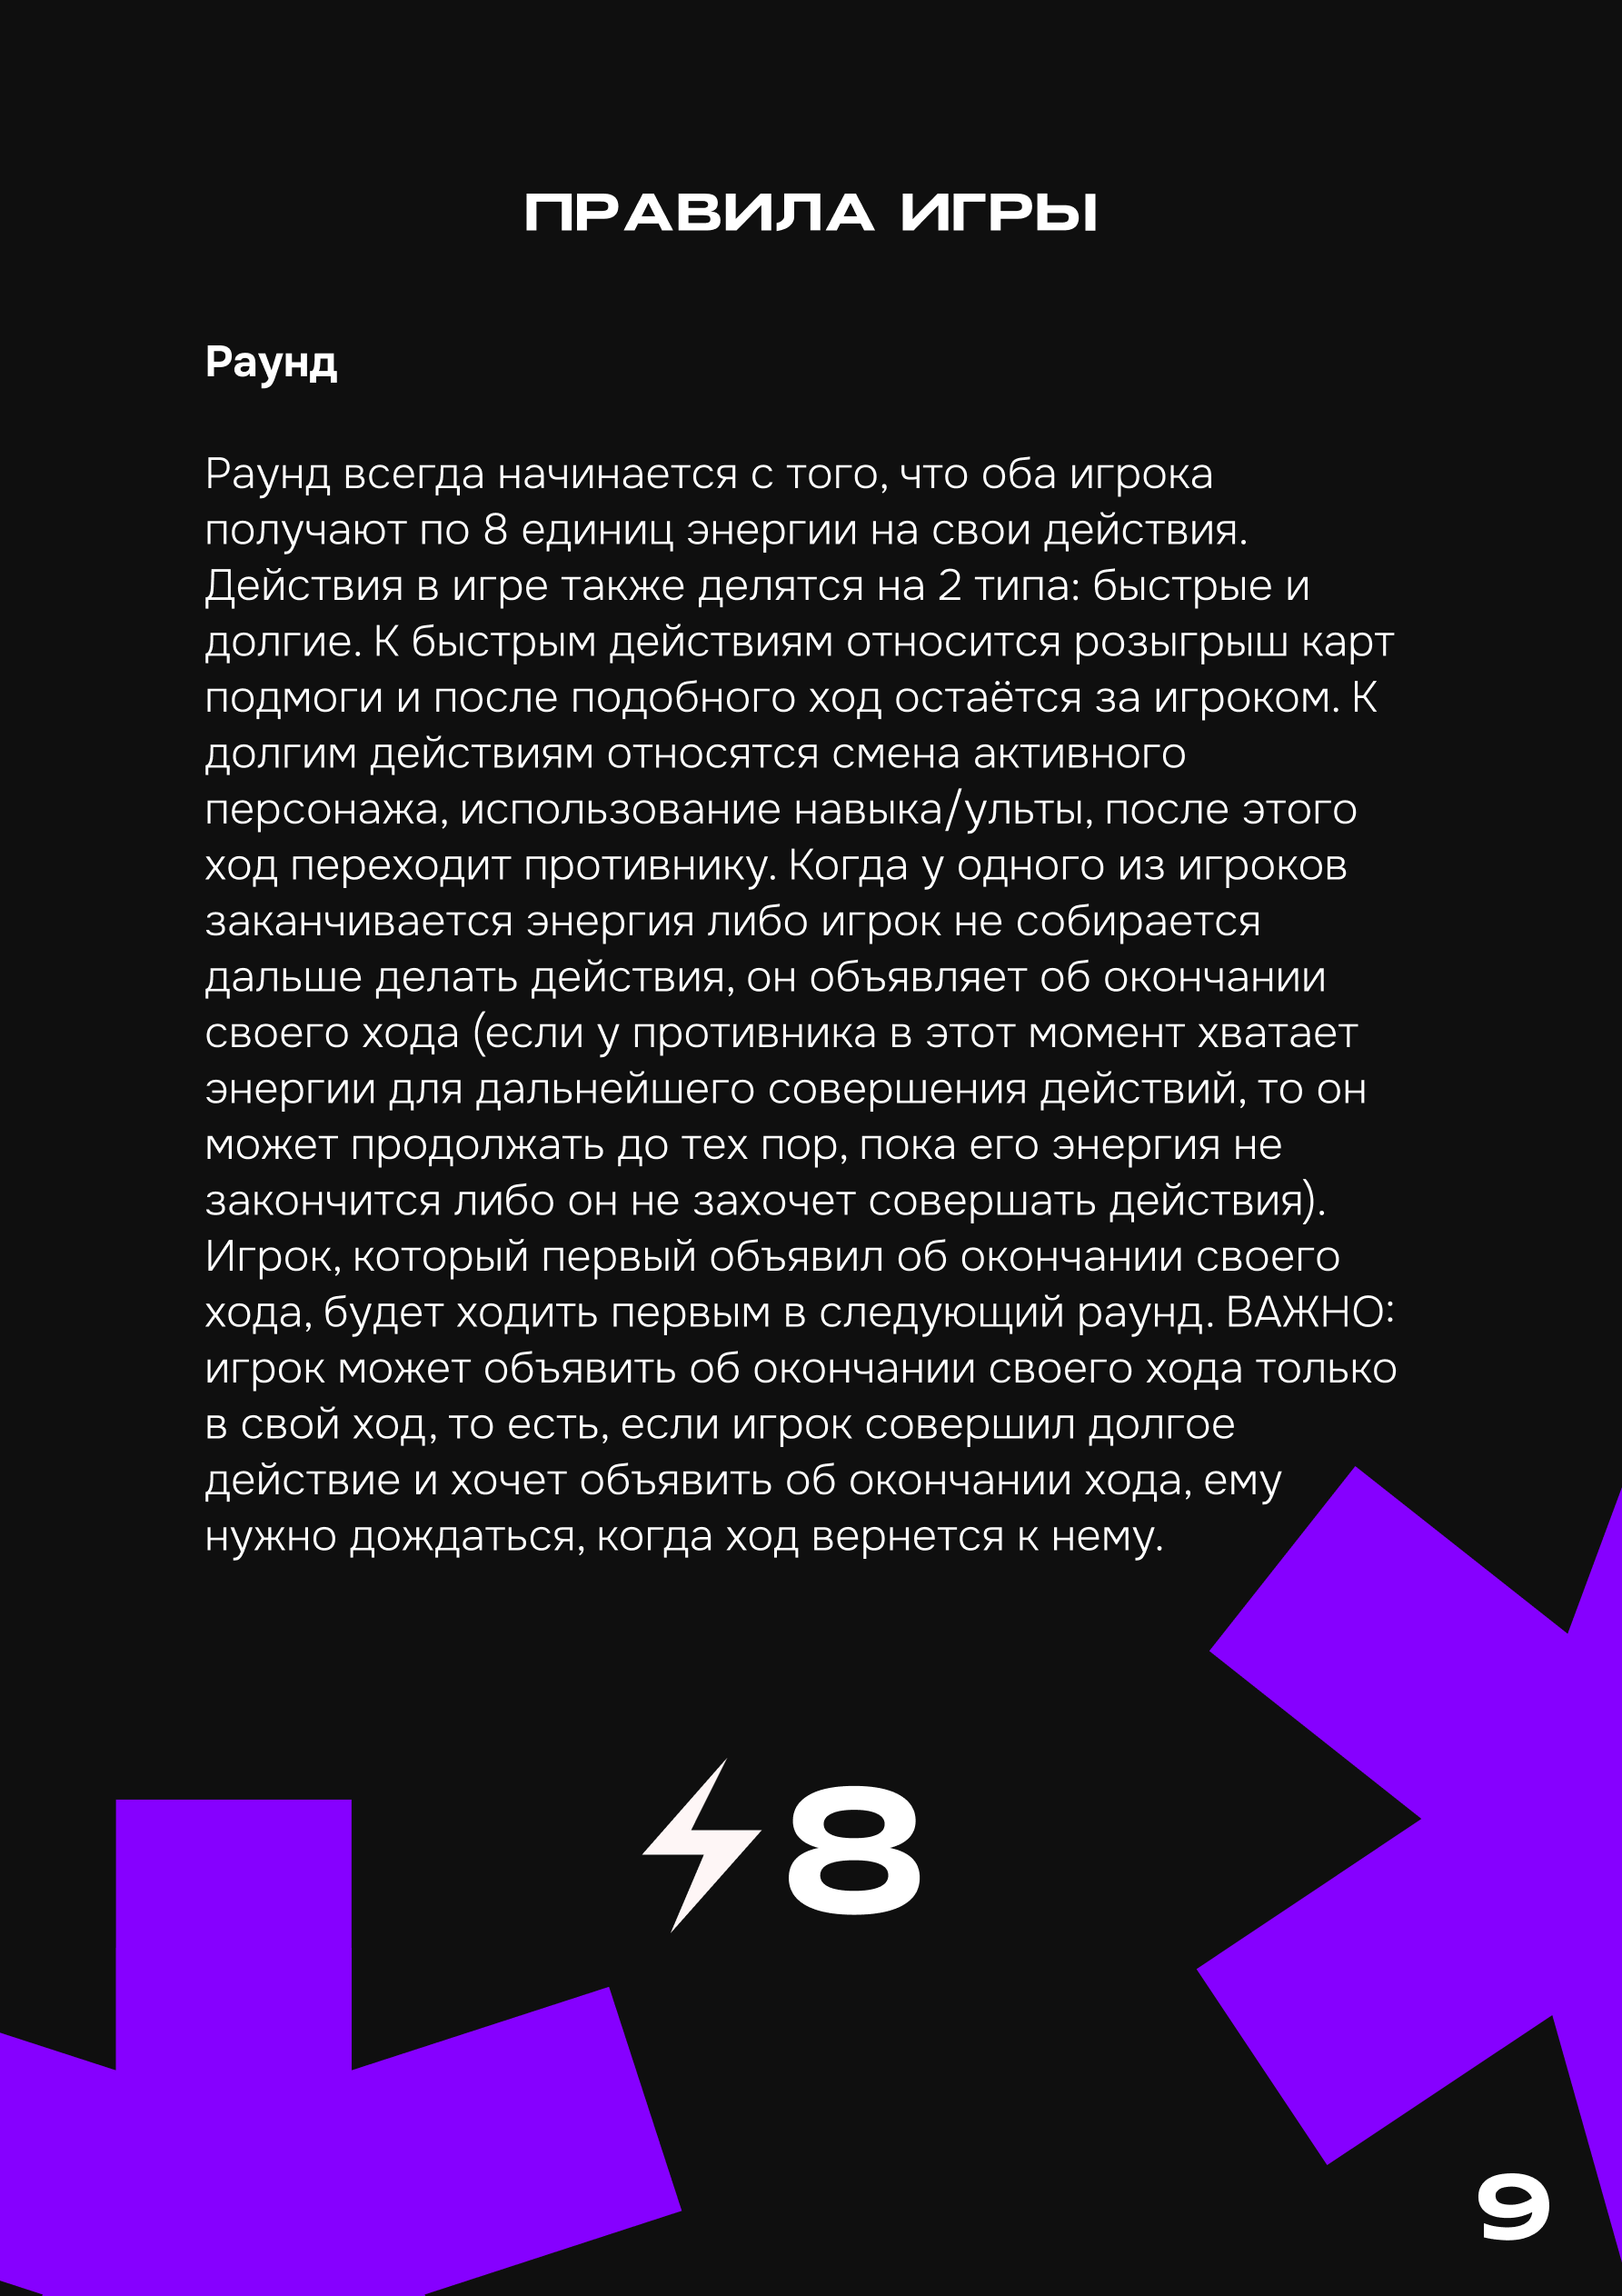 ПРАВИЛА ИГРЫ
Раунд
Раунд всегда начинается с того, что оба игрока
получают по 8 единиц энергии на свои действия.
Действия в игре также делятся на 2 типа: быстрые и
долгие. К быстрым действиям относится розыгрыш карт
подмоги и после подобного ход остаётся за игроком. К
долгим действиям относятся смена активного
персонажа, использование навыка/ульты, после этого
ход переходит противнику. Когда у одного из игроков
заканчивается энергия либо игрок не собирается
дальше делать действия, он объявляет об окончании
своего хода (если у противника в этот момент хватает
энергии для дальнейшего совершения действий, то он
может продолжать до тех пор, пока его энергия не
закончится либо он не захочет совершать действия).
Игрок, который первый объявил об окончании своего
хода, будет ходить первым в следующий раунд. ВАЖНО:
игрок может объявить об окончании своего хода только
в свой ход, то есть, если игрок совершил долгое
действие и хочет объявить об окончании хода, ему
нужно дождаться, когда ход вернется к нему.
8
9